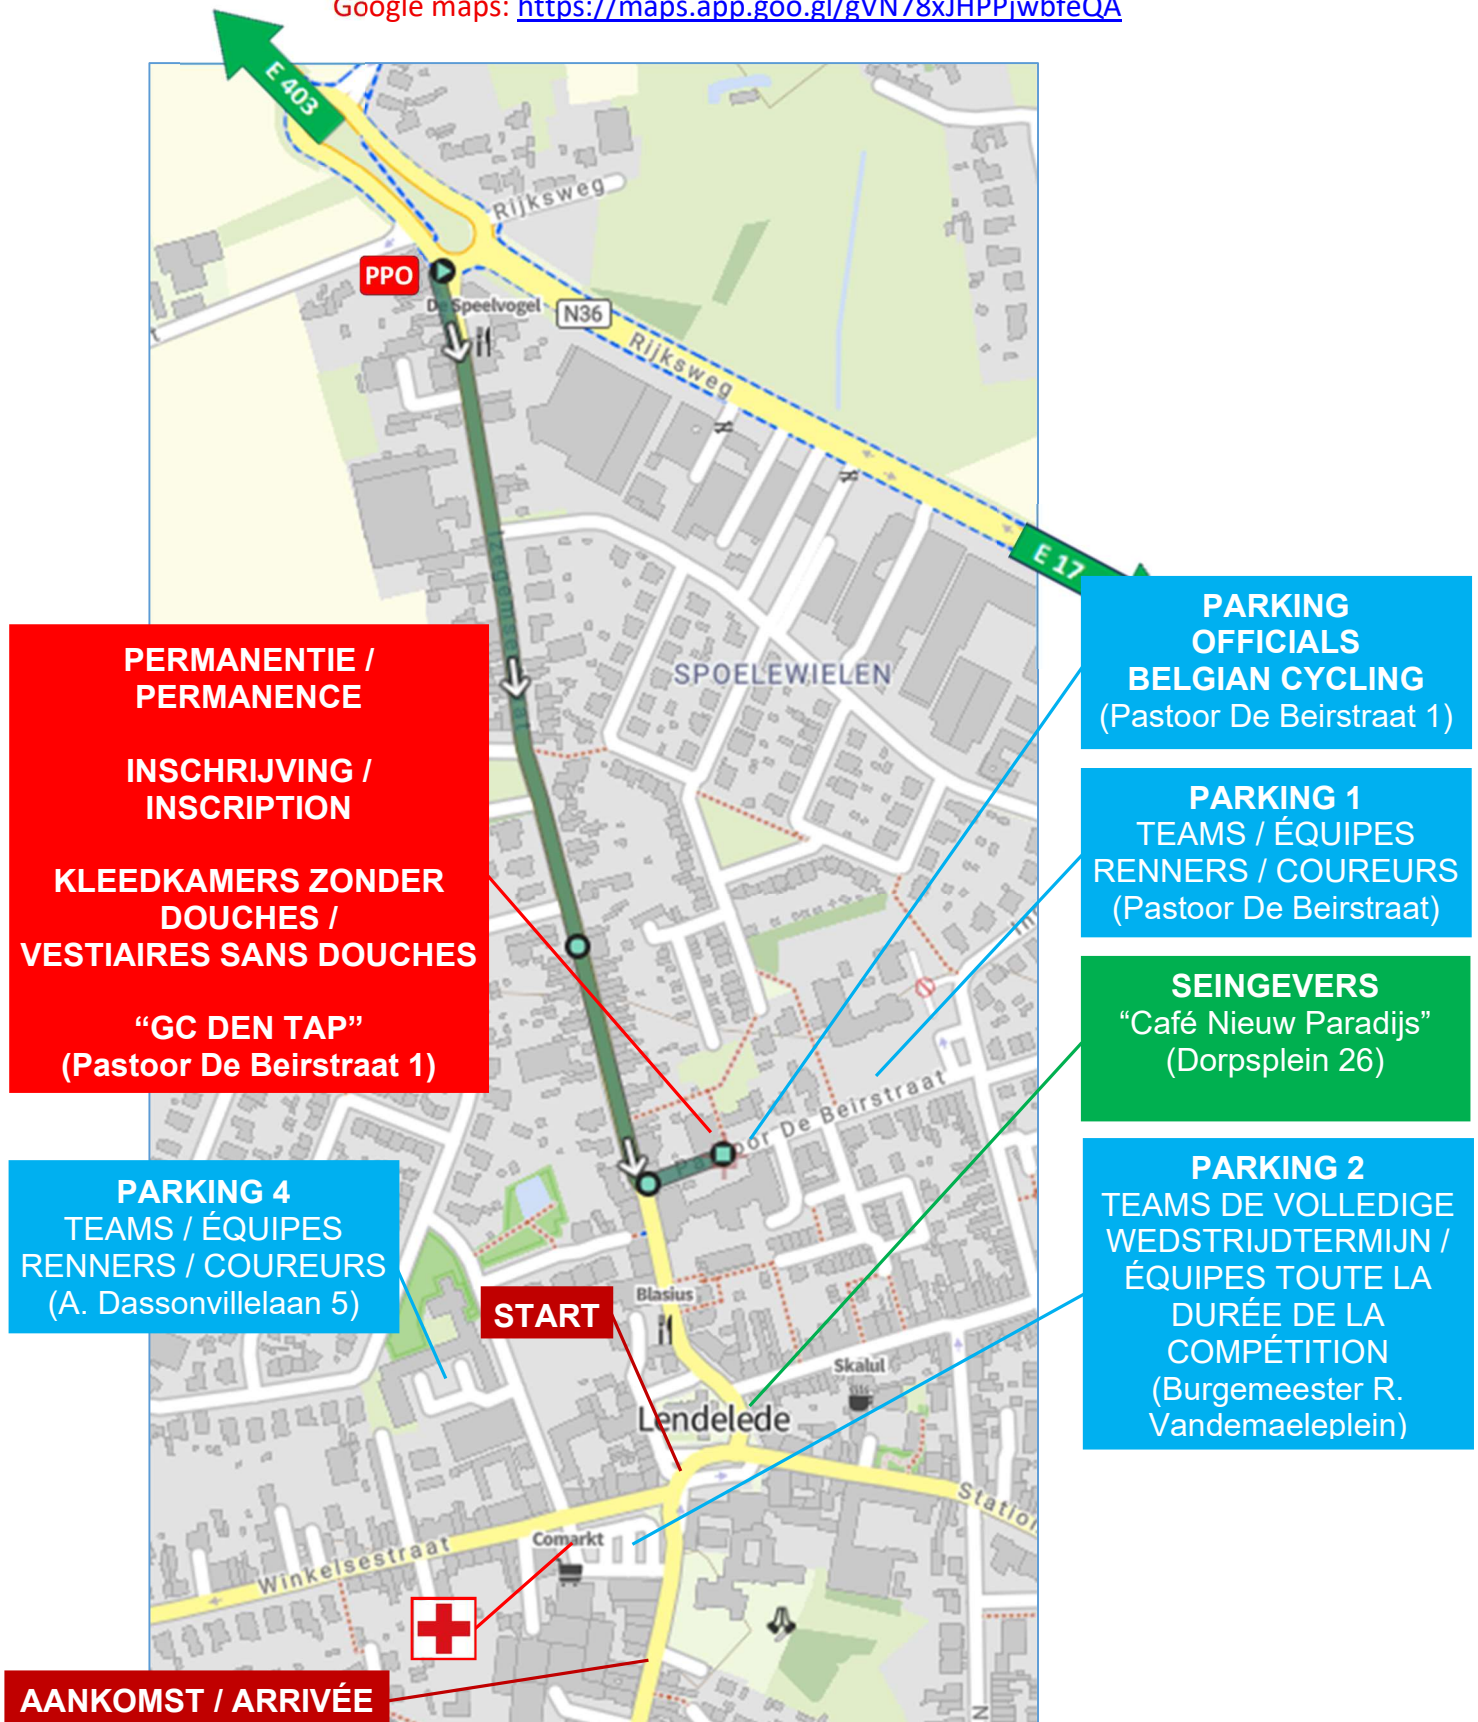 Google maps: https://maps.app.goo.gl/gVN78xJHPPjwbfeQA
E 403
Rijksweg
PPO
De Speelvogel
N36
Rijksweg
E 17
PARKING
OFFICIALS
BELGIAN CYCLING
(Pastoor De Beirstraat 1)
PERMANENTIE /
PERMANENCE
INSCHRIJVING /
INSCRIPTION
KLEEDKAMERS ZONDER
DOUCHES /
VESTIAIRES SANS DOUCHES
“GC DEN TAP”
(Pastoor De Beirstraat 1)
SPOELEWIELEN
PARKING 1
TEAMS / ÉQUIPES
RENNERS / COUREURS
(Pastoor De Beirstraat)
SEINGEVERS
“Café Nieuw Paradijs”
(Dorpsplein 26)
Pastoor De Beirstraat
PARKING 4
TEAMS / ÉQUIPES
RENNERS / COUREURS
(A. Dassonvillelaan 5)
PARKING 2
TEAMS DE VOLLEDIGE
WEDSTRIJDTERMIJN /
ÉQUIPES TOUTE LA
DURÉE DE LA
COMPÉTITION
(Burgemeester R.
Vandemaeleplein)
START
Blasius
Skalul
Lendelede
Station
Comarkt
Winkelsestraat
AANKOMST / ARRIVÉE